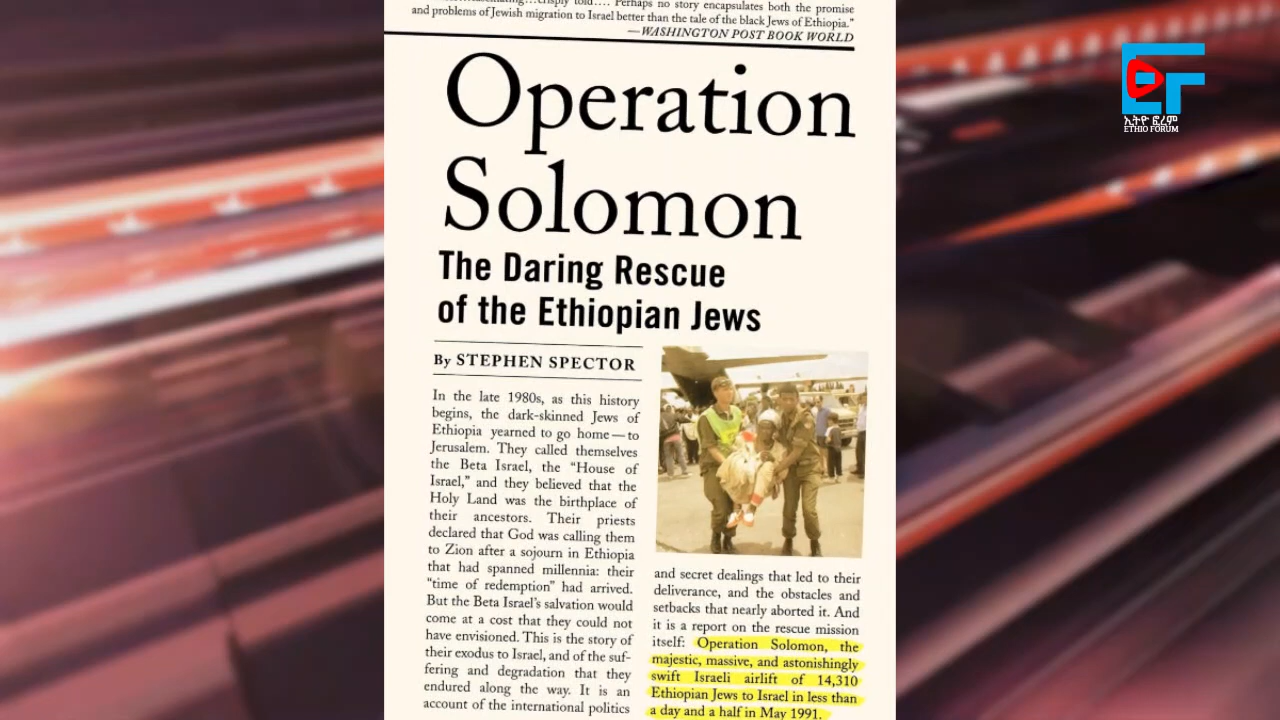 Perhaps no story encapsulates both the promise
and problems of Jewish migration to Israel better than the tale of the black Jews of Ethiopia."
—WASHINGTON POST BOOK WORLD
Operation
Solomon
The Daring Rescue
of the Ethiopian Jews
By STEPHEN SPECTOR
In the late 1980s, as this history
begins, the dark-skinned Jews of
Ethiopia yearned to go home—to
Jerusalem. They called themselves
the Beta Israel, the "House of
Israel," and they believed that the
Holy Land was the birthplace of
their ancestors. Their priests
declared that God was calling them
to Zion after a sojourn in Ethiopia
that had spanned millennia: their
"time of redemption" had arrived.
But the Beta Israel's salvation would
come at a cost that they could not
have envisioned. This is the story of
their exodus to Israel, and of the suf-
fering and degradation that they
endured along the way. It is an
account of the international politics
and secret dealings that led to their
deliverance, and the obstacles and
setbacks that nearly aborted it. And
it is a report on the rescue mission
itself: Operation Solomon, the
majestic, massive, and astonishingly
swift Israeli airlift of 14,310
Ethiopian Jews to Israel in less than
a day and a half in May 1991.
EF
ኢትዮ ፎረም
ETHIO FORUM